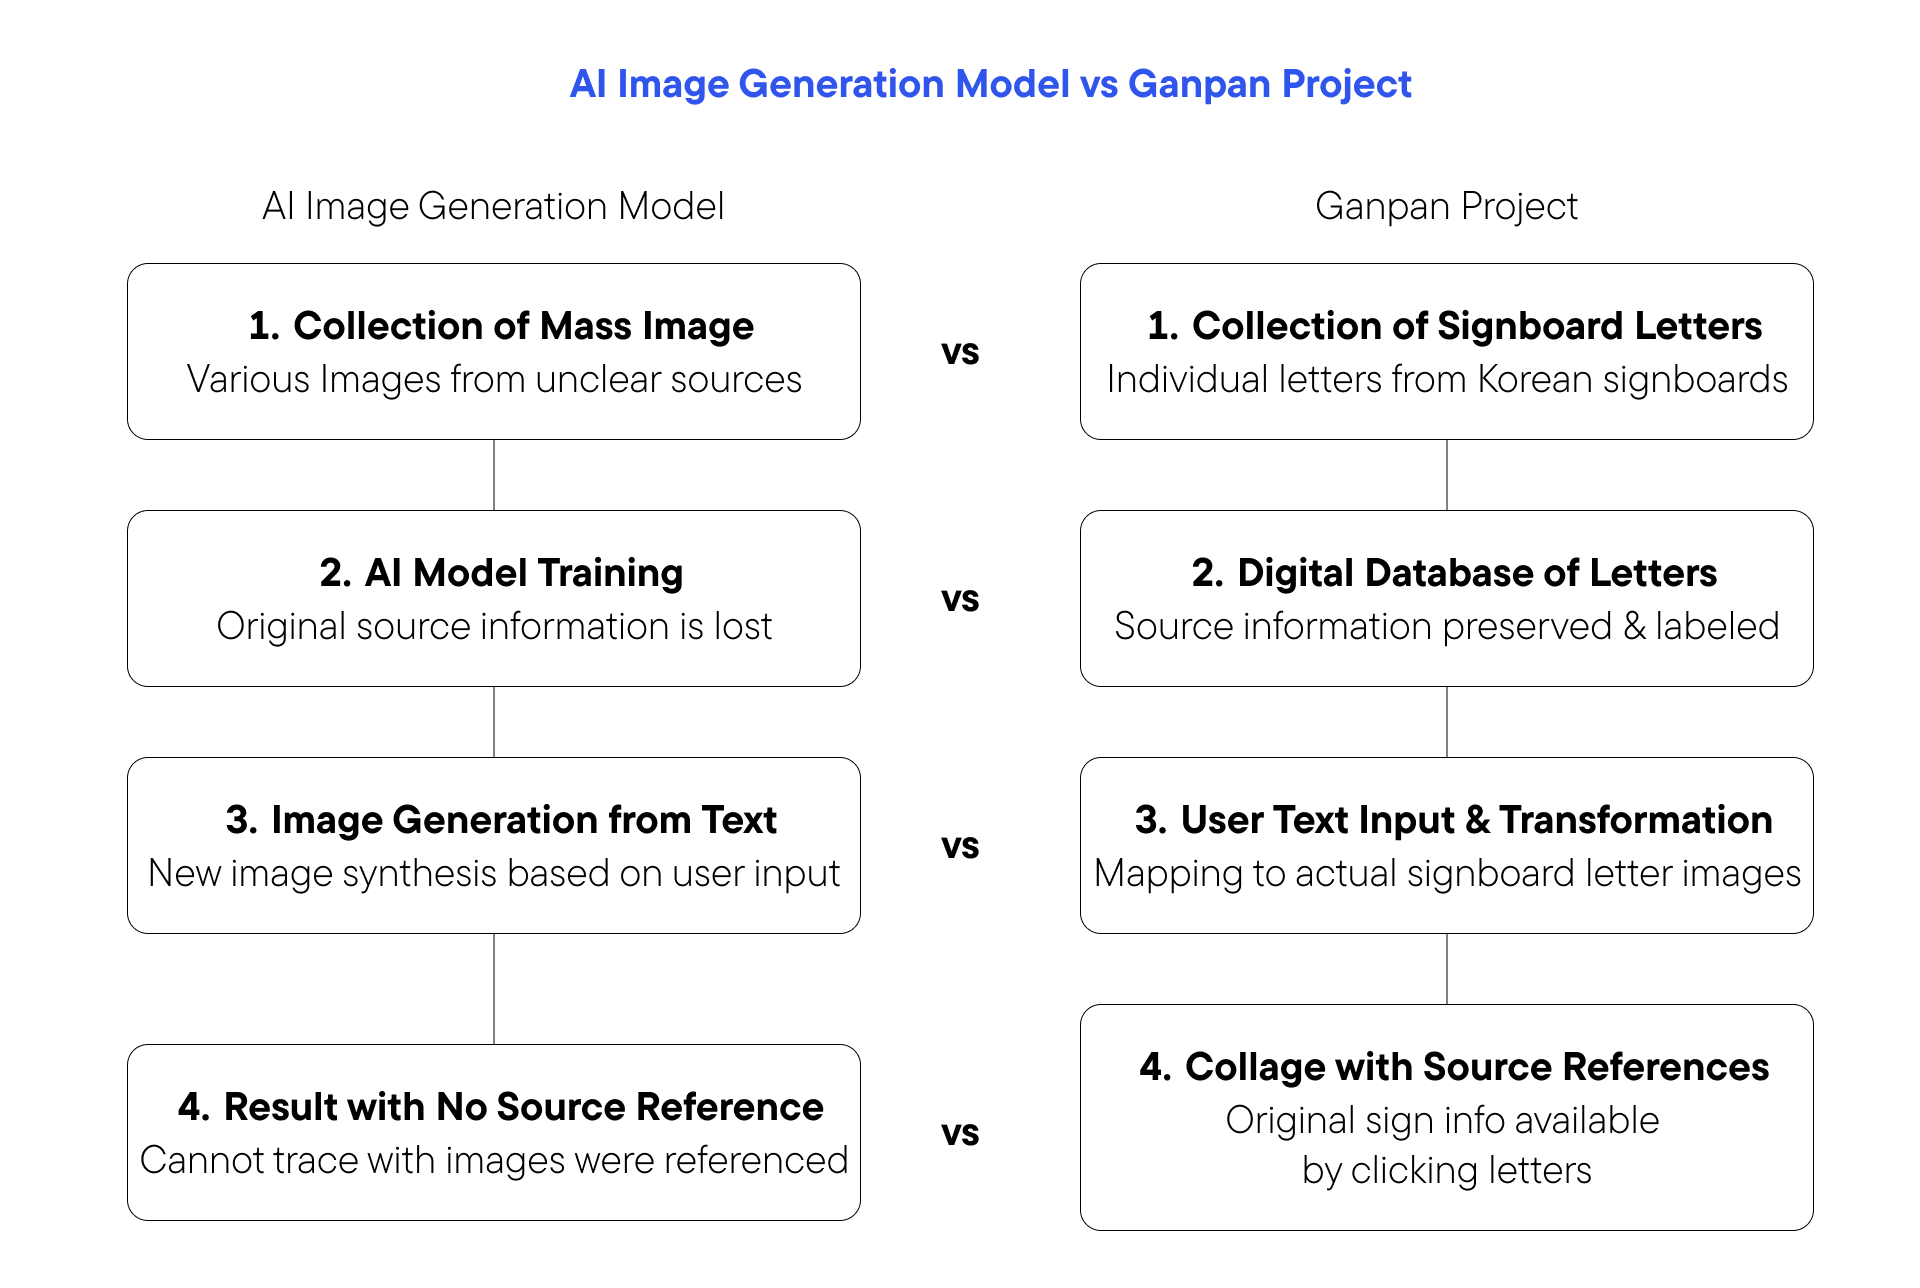 AI Image Generation Model vs Ganpan Project
AI Image Generation Model
Ganpan Project
1. Collection of Mass Image
Various Images from unclear sources
vs
1. Collection of Signboard Letters
Individual letters from Korean signboards
2. AI Model Training
Original source information is lost
vs
2. Digital Database of Letters
Source information preserved & labeled
3. Image Generation from Text
New image synthesis based on user input
vs
3. User Text Input & Transformation
Mapping to actual signboard letter images
4. Result with No Source Reference
Cannot trace with images were referenced
vs
4. Collage with Source References
Original sign info available
by clicking letters